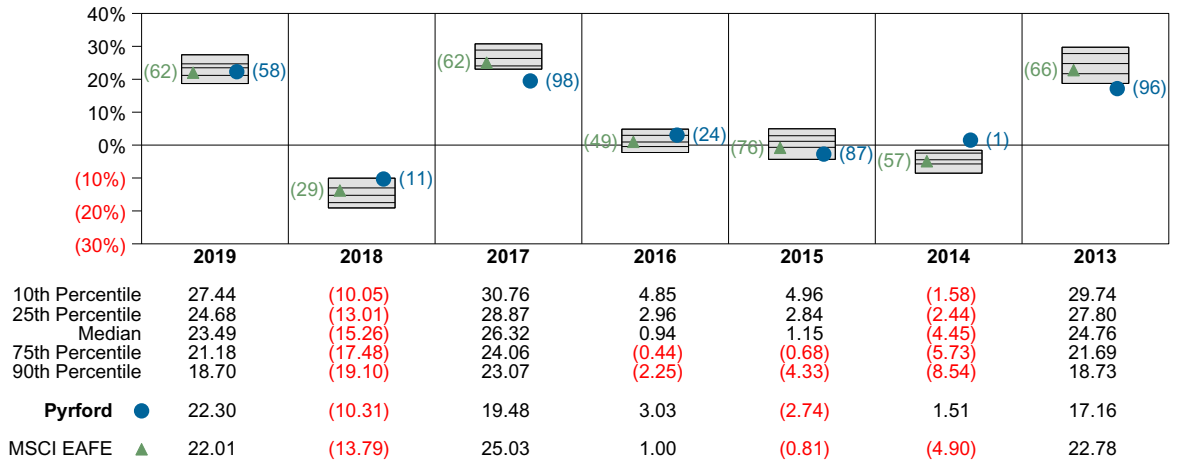 40%
30%
20%
10%
0%
(10%)
(20%)
(30%)
(62) (58)
(29) (11)
(62) (98)
(49) (24)
(76) (87)
(57) (1)
(66) (96)
2019 2018 2017 2016 2015 2014 2013
10th Percentile 27.44 (10.05) 30.76 4.85 4.96 (1.58) 29.74
25th Percentile 24.68 (13.01) 28.87 2.96 2.84 (2.44) 27.80
Median 23.49 (15.26) 26.32 0.94 1.15 (4.45) 24.76
75th Percentile 21.18 (17.48) 24.06 (0.44) (0.68) (5.73) 21.69
90th Percentile 18.70 (19.10) 23.07 (2.25) (4.33) (8.54) 18.73
Pyrford 22.30 (10.31) 19.48 3.03 (2.74) 1.51 17.16
MSCI EAFE 22.01 (13.79) 25.03 1.00 (0.81) (4.90) 22.78